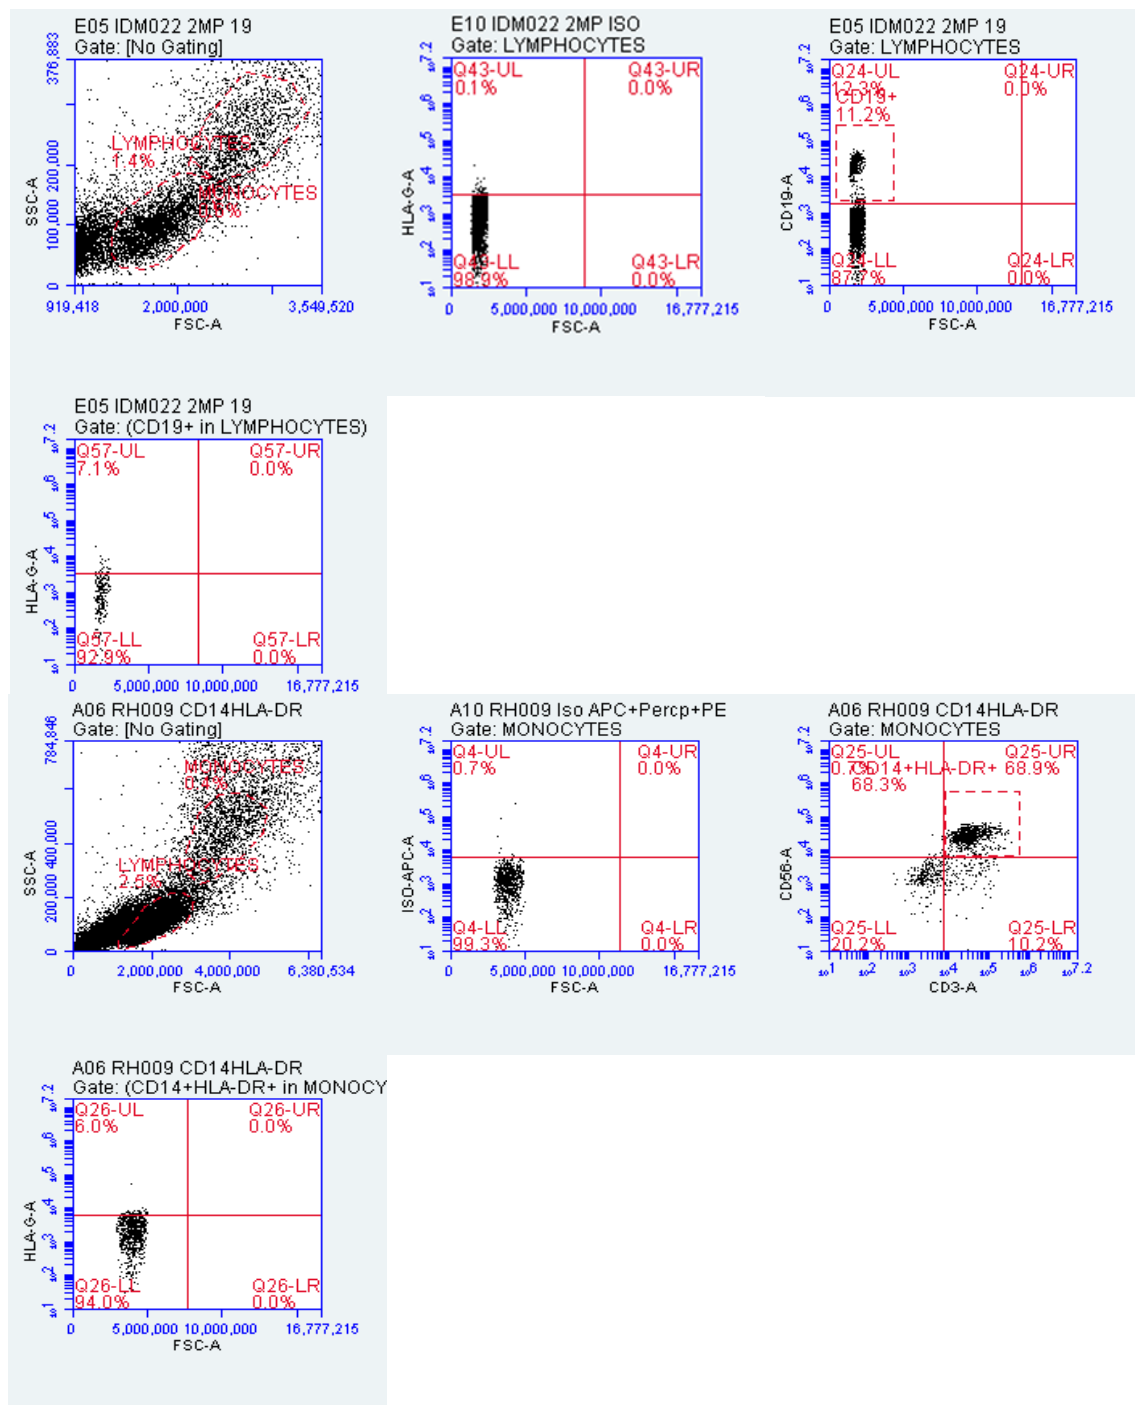 E05 IDM022 2MP 19
Gate: [No Gating]
376,883
200,000
100,000
0
SSC-A
LYMPHOCYTES
1.4%
MONOCYTES
919,418
2,000,000
3,549,520
FSC-A
E10 IDM022 2MP ISO
Gate: LYMPHOCYTES
Q43-UL
0.1%
Q43-UR
0.0%
HLA-G-A
Q43-LL
98.9%
Q43-LR
0.0%
0
5,000,000
10,000,000
16,777,215
FSC-A
E05 IDM022 2MP 19
Gate: LYMPHOCYTES
Q24-UL
12.3%
CD19+
11.2%
Q24-UR
0.0%
CD19-A
Q24-LL
87.7%
Q24-LR
0.0%
0
5,000,000
10,000,000
16,777,215
FSC-A
E05 IDM022 2MP 19
Gate: (CD19+ in LYMPHOCYTES)
Q57-UL
7.1%
Q57-UR
0.0%
HLA-G-A
Q57-LL
92.9%
Q57-LR
0.0%
0
5,000,000
10,000,000
16,777,215
A06 RH009 CD14HLA-DR
Gate: [No Gating]
784,846
400,000
200,000
0
SSC-A
MONOCYTES
0.4%
LYMPHOCYTES
2.5%
0
2,000,000
4,000,000
6,380,534
FSC-A
A10 RH009 Iso APC+Percp+PE
Gate: MONOCYTES
Q4-UL
0.7%
Q4-UR
0.0%
ISO-APC-A
Q4-LL
99.3%
Q4-LR
0.0%
0
5,000,000
10,000,000
16,777,215
FSC-A
A06 RH009 CD14HLA-DR
Gate: MONOCYTES
Q25-UL
0.7%
CD14+HLA-DR+
68.3%
Q25-UR
68.9%
CD56-A
Q25-LL
20.2%
Q25-LR
10.2%
CD3-A
A06 RH009 CD14HLA-DR
Gate: (CD14+HLA-DR+ in MONOCY
Q26-UL
6.0%
Q26-UR
0.0%
HLA-G-A
Q26-LL
94.0%
Q26-LR
0.0%
0
5,000,000
10,000,000
16,777,215
FSC-A